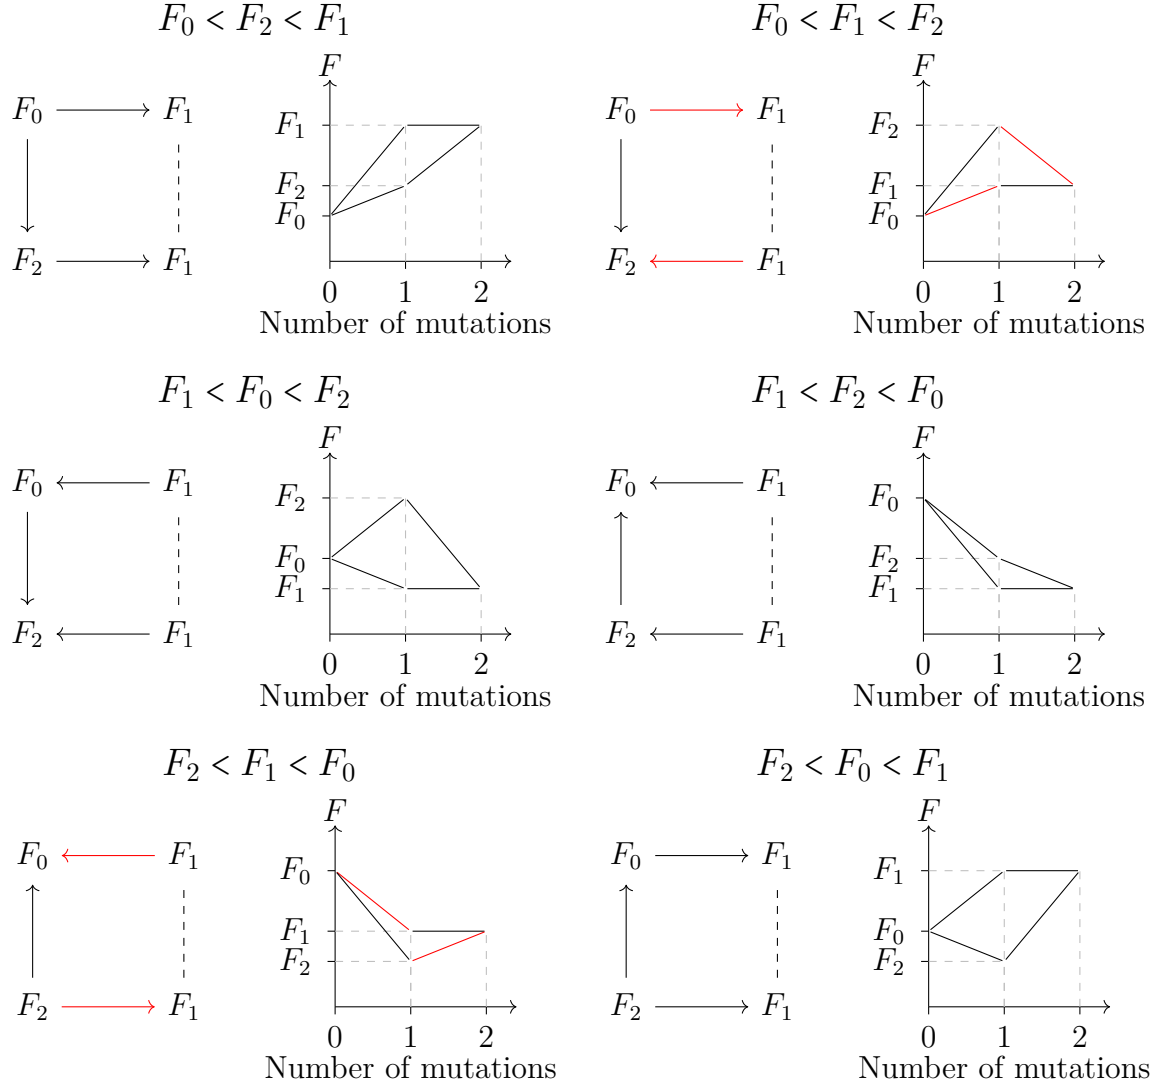 F₀ < F₂ < F₁
F₀ F₁
F₂ F₁
F
F₁
F₂
F₀
0 1 2
Number of mutations
F₀ < F₁ < F₂
F₀ F₁
F₂ F₁
F
F₂
F₁
F₀
0 1 2
Number of mutations
F₁ < F₀ < F₂
F₀ F₁
F₂ F₁
F
F₂
F₀
F₁
0 1 2
Number of mutations
F₁ < F₂ < F₀
F₀ F₁
F₂ F₁
F
F₀
F₂
F₁
0 1 2
Number of mutations
F₂ < F₁ < F₀
F₀ F₁
F₂ F₁
F
F₀
F₁
F₂
0 1 2
Number of mutations
F₂ < F₀ < F₁
F₀ F₁
F₂ F₁
F
F₁
F₀
F₂
0 1 2
Number of mutations